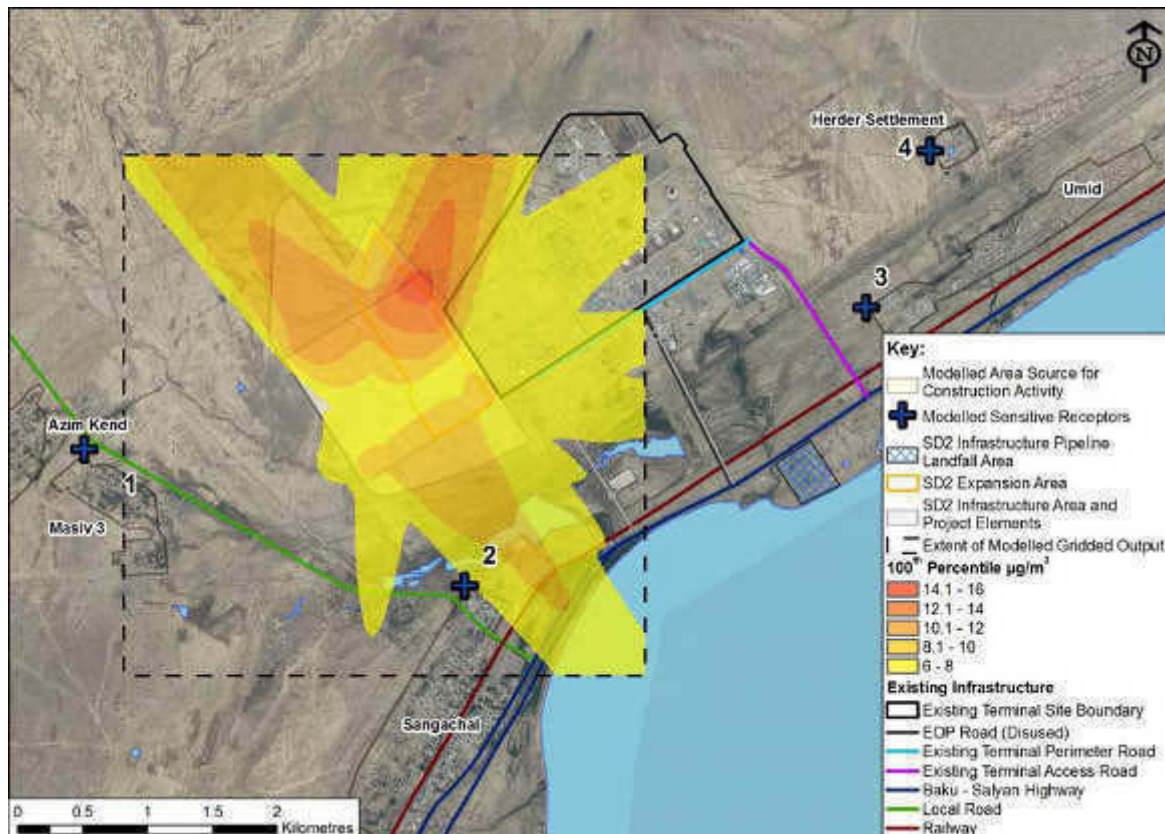 N
Herder Settlement
4
Umid
3
Azim Kend
1
Masiv 3
2
Sangachal
0 0.5 1 1.5 2
Kilometres
Key:
Modelled Area Source for
Construction Activity
Modelled Sensitive Receptors
SD2 Infrastructure Pipeline
Landfall Area
SD2 Expansion Area
SD2 Infrastructure Area and
Project Elements
Extent of Modelled Gridded Output
100th Percentile µg/m³
14.1 - 16
12.1 - 14
10.1 - 12
8.1 - 10
6 - 8
Existing Infrastructure
Existing Terminal Site Boundary
EOP Road (Disused)
Existing Terminal Perimeter Road
Existing Terminal Access Road
Baku - Salyan Highway
Local Road
Railway